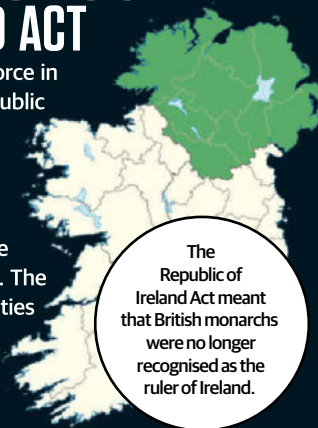 ACT
orce in
public
e
. The
ties
The
Republic of
Ireland Act meant
that British monarchs
were no longer
recognised as the
ruler of Ireland.